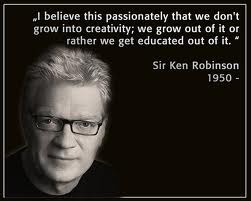 „I believe this passionately that we don't
grow into creativity; we grow out of it or
rather we get educated out of it. “
Sir Ken Robinson
1950 -